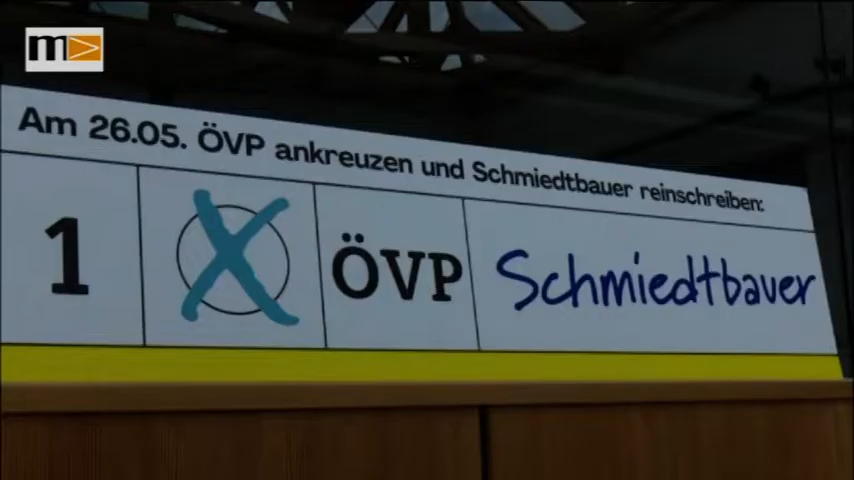 m
Am 26.05. ÖVP ankreuzen und Schmiedtbauer reinschreiben:
1 X ÖVP Schmiedtbauer